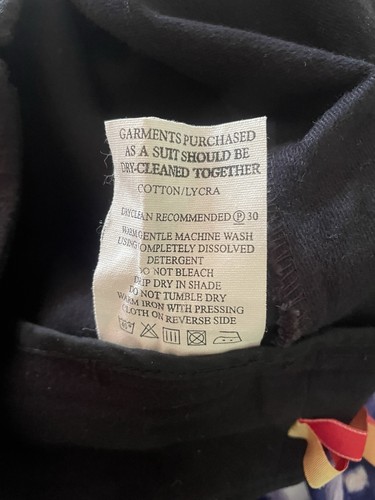 GARMENTS PURCHASED
AS A SUIT SHOULD BE
DRY-CLEANED TOGETHER
COTTON/LYCRA
DRYCLEAN RECOMMENDED Ⓟ 30
WARM GENTLE MACHINE WASH
USING COMPLETELY DISSOLVED
DETERGENT
DO NOT BLEACH
DRIP DRY IN SHADE
DO NOT TUMBLE DRY
WARM IRON WITH PRESSING
CLOTH ON REVERSE SIDE